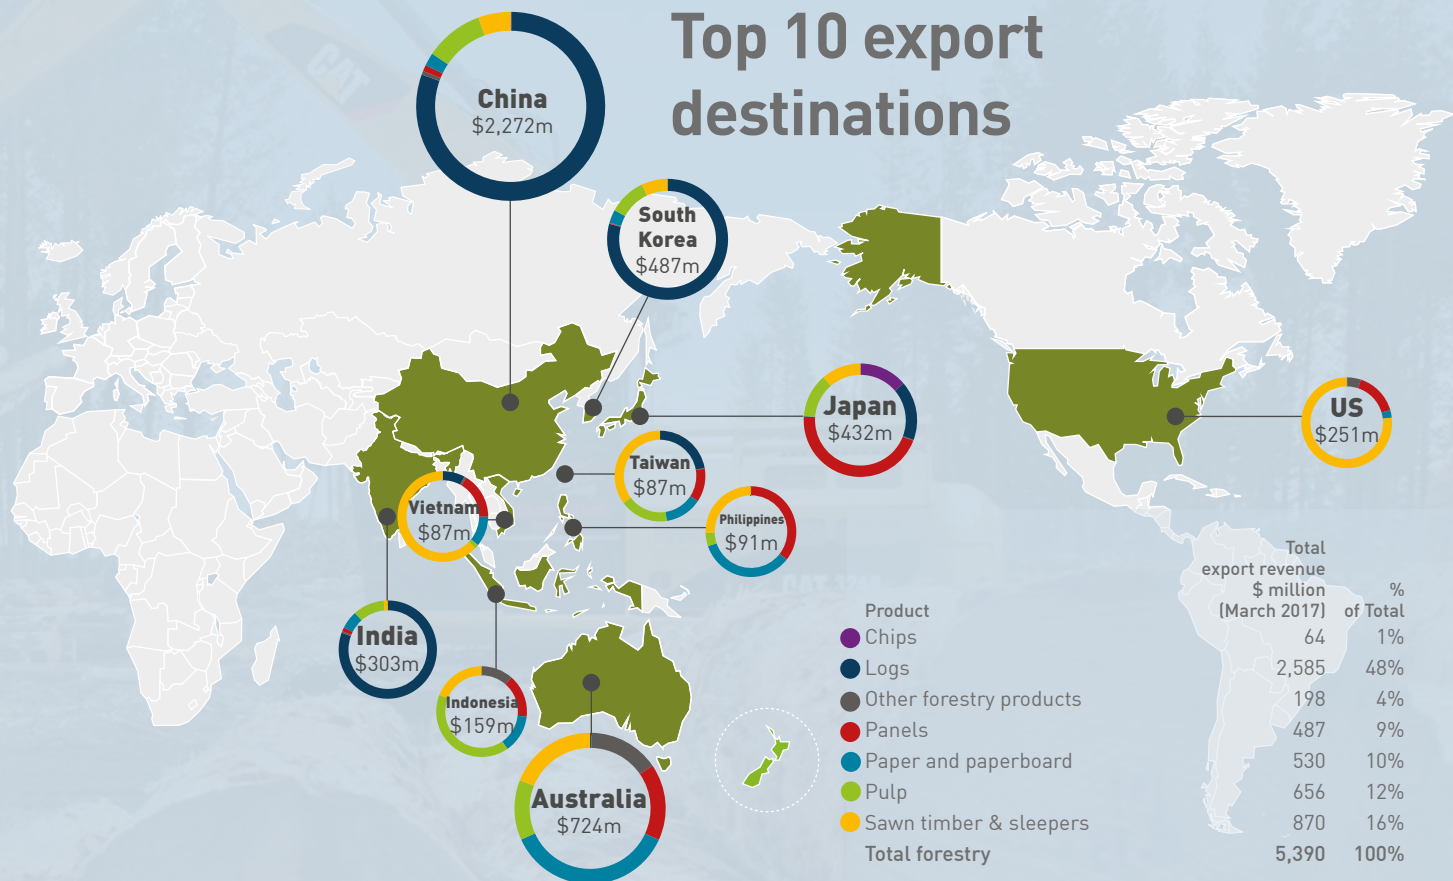 Top 10 export
destinations
China
$2,272m
South
Korea
$487m
Japan
$432m
US
$251m
Taiwan
$87m
Vietnam
$87m
Philippines
$91m
India
$303m
Indonesia
$159m
Australia
$724m
Total
export revenue
$ million %
Product (March 2017) of Total
Chips 64 1%
Logs 2,585 48%
Other forestry products 198 4%
Panels 487 9%
Paper and paperboard 530 10%
Pulp 656 12%
Sawn timber & sleepers 870 16%
Total forestry 5,390 100%
CAT